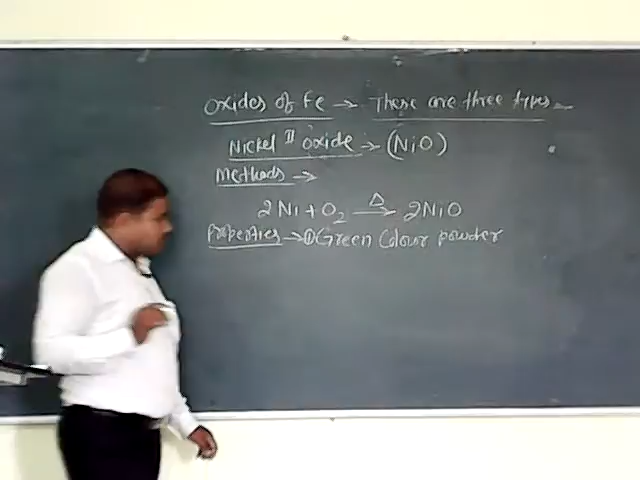 Oxides of Fe → These are three types
Nickel II oxide → (NiO)
Methods →
2Ni + O₂ —Δ→ 2NiO
Properties → ① Green Colour powder